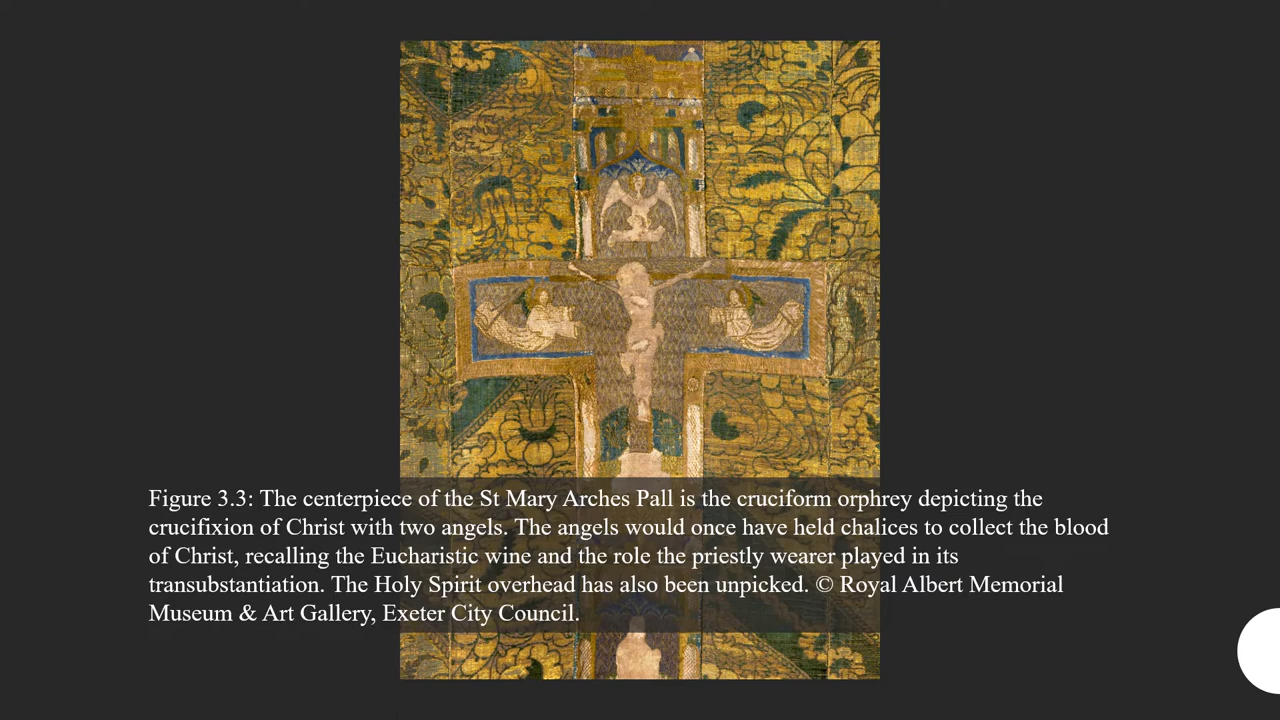 Figure 3.3: The centerpiece of the St Mary Arches Pall is the cruciform orphrey depicting the
crucifixion of Christ with two angels. The angels would once have held chalices to collect the blood
of Christ, recalling the Eucharistic wine and the role the priestly wearer played in its
transubstantiation. The Holy Spirit overhead has also been unpicked. © Royal Albert Memorial
Museum & Art Gallery, Exeter City Council.